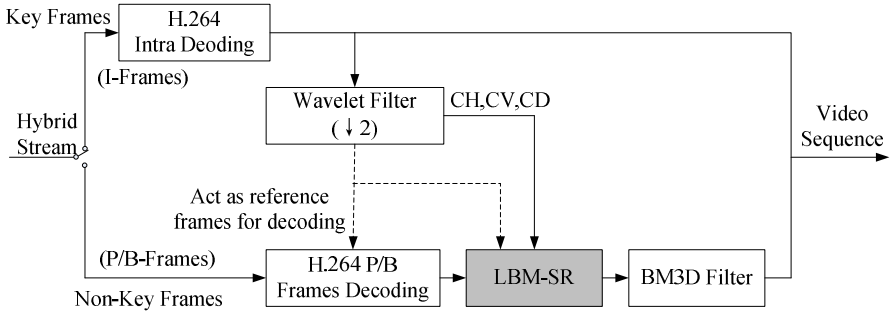 Key Frames
H.264
Intra Deoding
(I-Frames)
Wavelet Filter
(↓2)
CH,CV,CD
Hybrid
Stream
Video
Sequence
Act as reference
frames for decoding
(P/B-Frames)
Non-Key Frames
H.264 P/B
Frames Decoding
LBM-SR
BM3D Filter